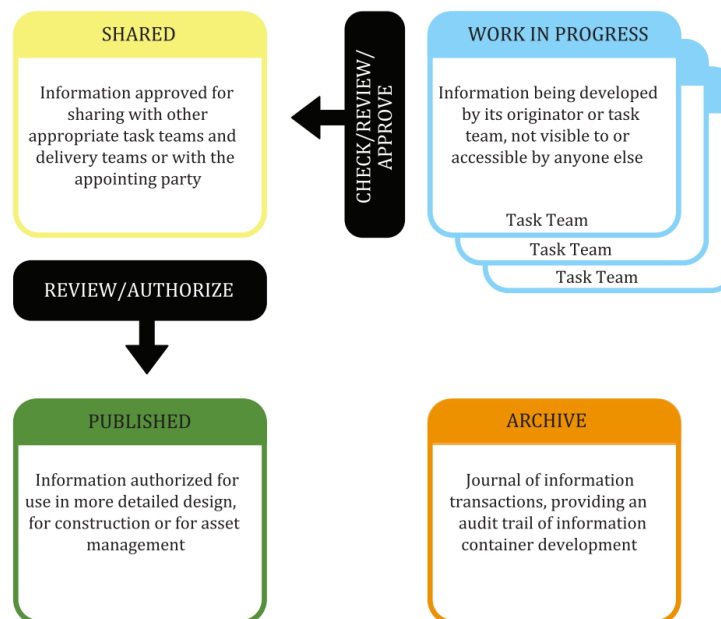 SHARED
Information approved for
sharing with other
appropriate task teams and
delivery teams or with the
appointing party
CHECK/REVIEW/
APPROVE
WORK IN PROGRESS
Information being developed
by its originator or task
team, not visible to or
accessible by anyone else
Task Team
Task Team
Task Team
REVIEW/AUTHORIZE
PUBLISHED
Information authorized for
use in more detailed design,
for construction or for asset
management
ARCHIVE
Journal of information
transactions, providing an
audit trail of information
container development